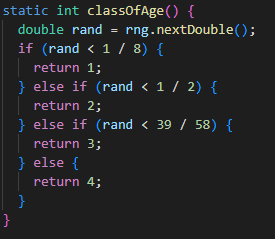 static int classOfAge() {
  double rand = rng.nextDouble();
  if (rand < 1 / 8) {
    return 1;
  } else if (rand < 1 / 2) {
    return 2;
  } else if (rand < 39 / 58) {
    return 3;
  } else {
    return 4;
  }
}